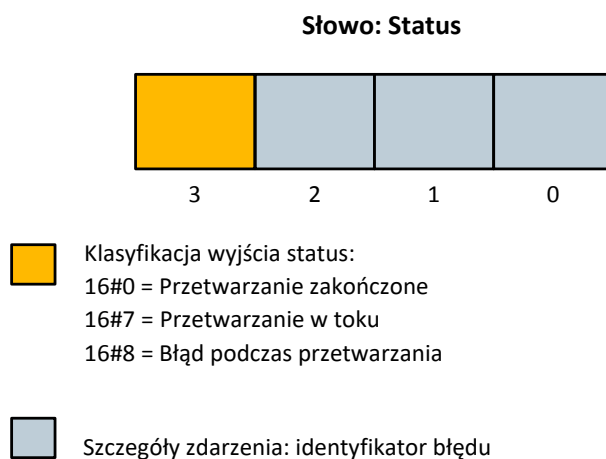 Słowo: Status
3 2 1 0
Klasyfikacja wyjścia status:
16#0 = Przetwarzanie zakończone
16#7 = Przetwarzanie w toku
16#8 = Błąd podczas przetwarzania
Szczegóły zdarzenia: identyfikator błędu